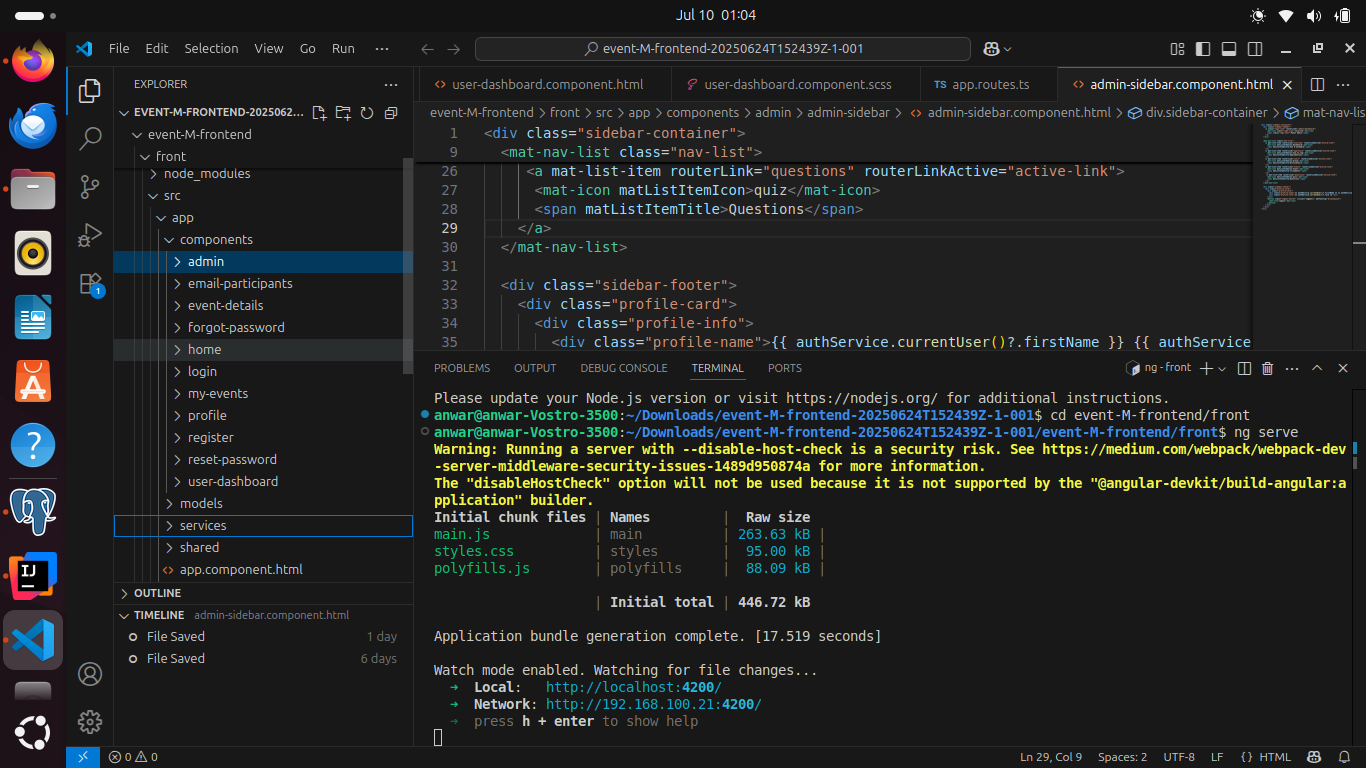 Jul 10 01:04
File Edit Selection View Go Run ···
event-M-frontend-20250624T152439Z-1-001
EXPLORER
EVENT-M-FRONTEND-2025062...
event-M-frontend
front
node_modules
src
app
components
admin
email-participants
event-details
forgot-password
home
login
my-events
profile
register
reset-password
user-dashboard
models
services
shared
app.component.html
OUTLINE
TIMELINE admin-sidebar.component.html
File Saved 1 day
File Saved 6 days
1
user-dashboard.component.html
user-dashboard.component.scss
TS app.routes.ts
admin-sidebar.component.html
event-M-frontend > front > src > app > components > admin > admin-sidebar > admin-sidebar.component.html > div.sidebar-container > mat-nav-lis
1 <div class="sidebar-container">
9 <mat-nav-list class="nav-list">
26 <a mat-list-item routerLink="questions" routerLinkActive="active-link">
27 <mat-icon matListItemIcon>quiz</mat-icon>
28 <span matListItemTitle>Questions</span>
29 </a>
30 </mat-nav-list>
31
32 <div class="sidebar-footer">
33 <div class="profile-card">
34 <div class="profile-info">
35 <div class="profile-name">{{ authService.currentUser()?.firstName }} {{ authService
PROBLEMS OUTPUT DEBUG CONSOLE TERMINAL PORTS
ng - front
Please update your Node.js version or visit https://nodejs.org/ for additional instructions.
anwar@anwar-Vostro-3500:~/Downloads/event-M-frontend-20250624T152439Z-1-001$ cd event-M-frontend/front
anwar@anwar-Vostro-3500:~/Downloads/event-M-frontend-20250624T152439Z-1-001/event-M-frontend/front$ ng serve
Warning: Running a server with --disable-host-check is a security risk. See https://medium.com/webpack/webpack-dev
-server-middleware-security-issues-1489d950874a for more information.
The "disableHostCheck" option will not be used because it is not supported by the "@angular-devkit/build-angular:a
pplication" builder.
Initial chunk files | Names | Raw size
main.js | main | 263.63 kB |
styles.css | styles | 95.00 kB |
polyfills.js | polyfills | 88.09 kB |
| Initial total | 446.72 kB
Application bundle generation complete. [17.519 seconds]
Watch mode enabled. Watching for file changes...
➜ Local: http://localhost:4200/
➜ Network: http://192.168.100.21:4200/
➜ press h + enter to show help
0 0
Ln 29, Col 9 Spaces: 2 UTF-8 LF {} HTML